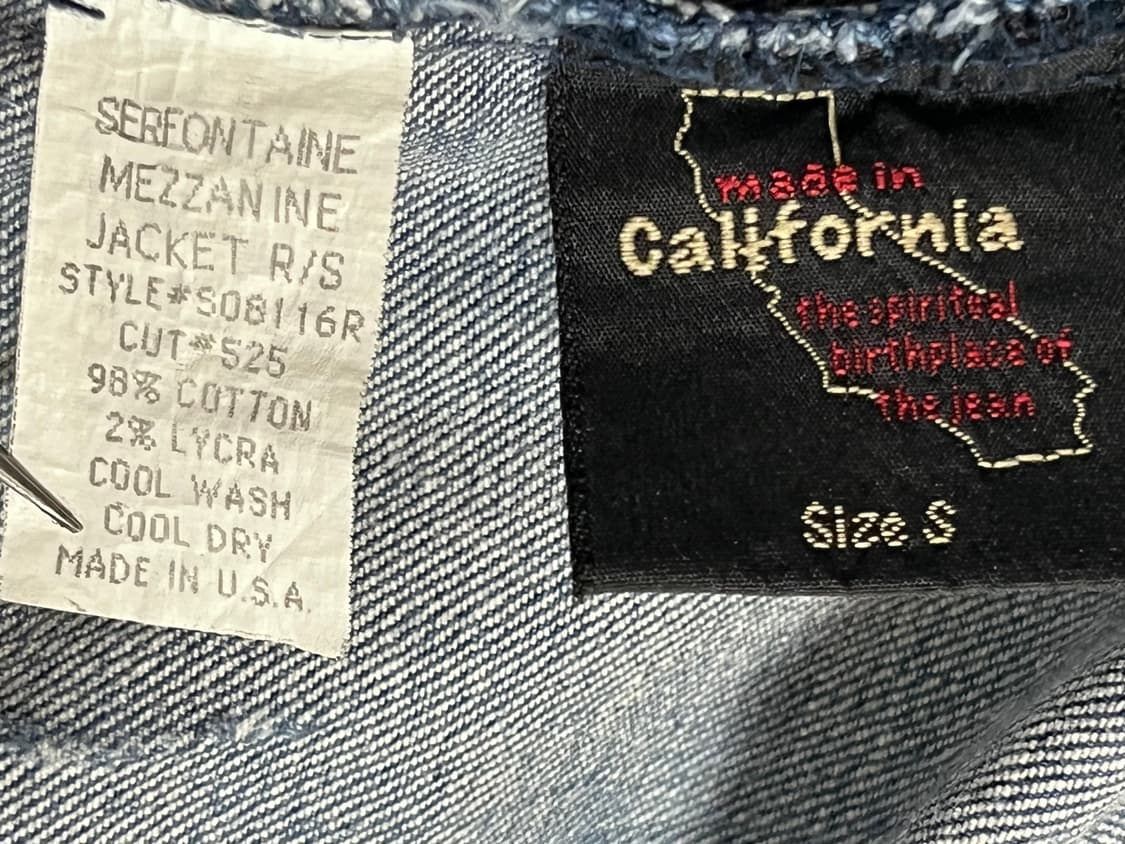 SERFONTAINE
MEZZANINE
JACKET R/S
STYLE#S08116R
CUT#525
98% COTTON
2% LYCRA
COOL WASH
COOL DRY
MADE IN U.S.A.
made in
California
the spiritual
birthplace of
the jean
Size S